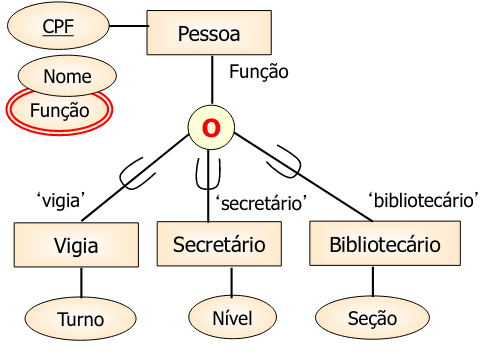 CPF
Pessoa
Nome
Função
Função
O
‘vigia’
‘secretário’
‘bibliotecário’
Vigia
Secretário
Bibliotecário
Turno
Nível
Seção